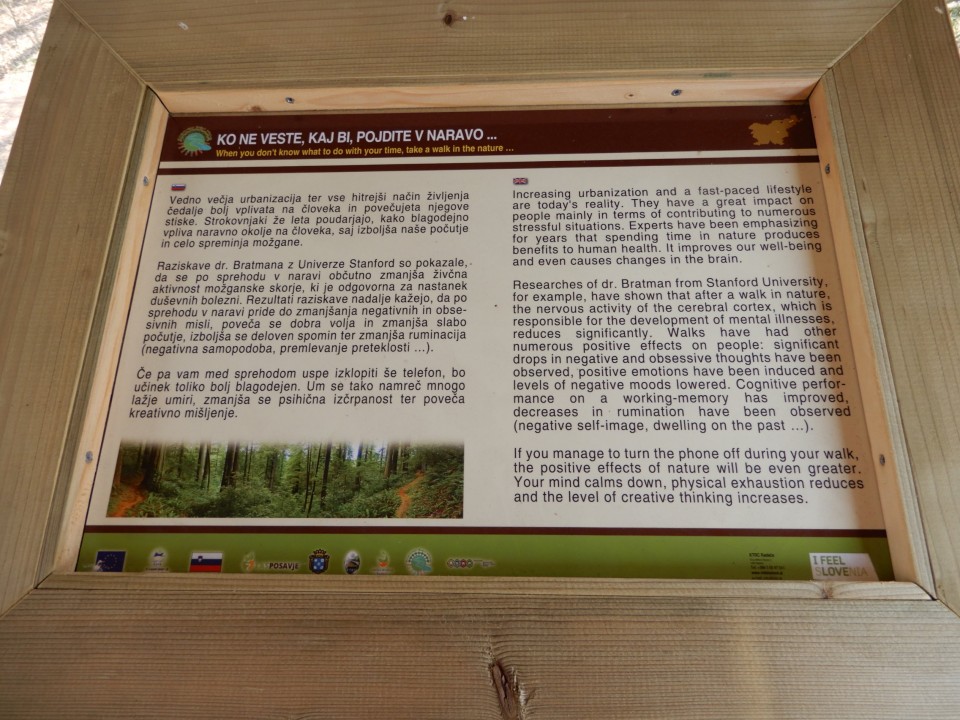 KO NE VESTE, KAJ BI, POJDITE V NARAVO ...
When you don't know what to do with your time, take a walk in the nature ...
Vedno večja urbanizacija ter vse hitrejši način življenja
čedalje bolj vplivata na človeka in povečujeta njegove
stiske. Strokovnjaki že leta poudarjajo, kako blagodejno
vpliva naravno okolje na človeka, saj izboljša naše počutje
in celo spreminja možgane.
Raziskave dr. Bratmana z Univerze Stanford so pokazale,
da se po sprehodu v naravi občutno zmanjša živčna
aktivnost možganske skorje, ki je odgovorna za nastanek
duševnih bolezni. Rezultati raziskave nadalje kažejo, da po
sprehodu v naravi pride do zmanjšanja negativnih in obse-
sivnih misli, poveča se dobra volja in zmanjša slabo
počutje, izboljša se deloven spomin ter zmanjša ruminacija
(negativna samopodoba, premlevanje preteklosti ...).
Če pa vam med sprehodom uspe izklopiti še telefon, bo
učinek toliko bolj blagodejen. Um se tako namreč mnogo
lažje umiri, zmanjša se psihična izčrpanost ter poveča
kreativno mišljenje.
Increasing urbanization and a fast-paced lifestyle
are today's reality. They have a great impact on
people mainly in terms of contributing to numerous
stressful situations. Experts have been emphasizing
for years that spending time in nature produces
benefits to human health. It improves our well-being
and even causes changes in the brain.
Researches of dr. Bratman from Stanford University,
for example, have shown that after a walk in nature,
the nervous activity of the cerebral cortex, which is
responsible for the development of mental illnesses,
reduces significantly. Walks have had other
numerous positive effects on people: significant
drops in negative and obsessive thoughts have been
observed, positive emotions have been induced and
levels of negative moods lowered. Cognitive perfor-
mance on a working-memory has improved,
decreases in rumination have been observed
(negative self-image, dwelling on the past ...).
If you manage to turn the phone off during your walk,
the positive effects of nature will be even greater.
Your mind calms down, physical exhaustion reduces
and the level of creative thinking increases.
POSAVJE
I FEEL
SLOVENIA